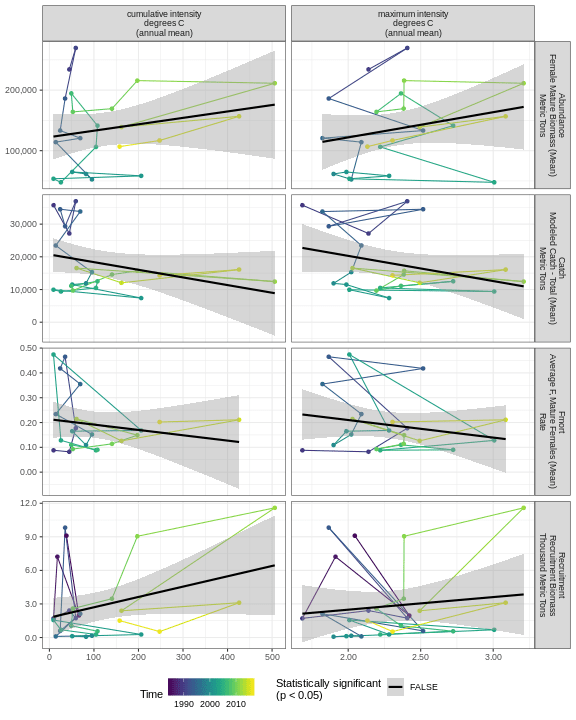 cumulative intensity
degrees C
(annual mean)
maximum intensity
degrees C
(annual mean)
200,000
100,000
Abundance
Female Mature Biomass (Mean)
Metric Tons
30,000
20,000
10,000
0
Catch
Modeled Catch - Total (Mean)
Metric Tons
0.50
0.40
0.30
0.20
0.10
0.00
Fmort
Average F, Mature Females (Mean)
Rate
12.0
9.0
6.0
3.0
0.0
Recruitment
Recruitment Biomass
Thousand Metric Tons
0 100 200 300 400 500
2.00 2.50 3.00
Time
1990 2000 2010
Statistically significant
(p < 0.05)
FALSE